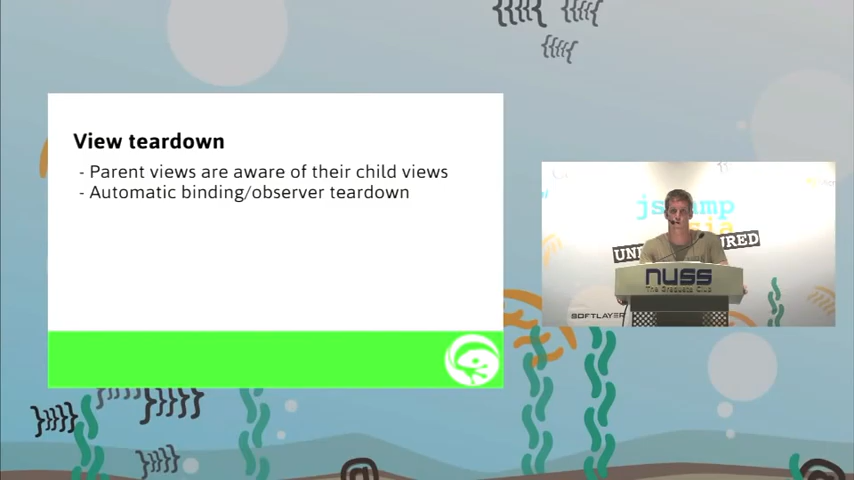 View teardown
- Parent views are aware of their child views
- Automatic binding/observer teardown
nuss
The Graduate Club
SOFTLAYER